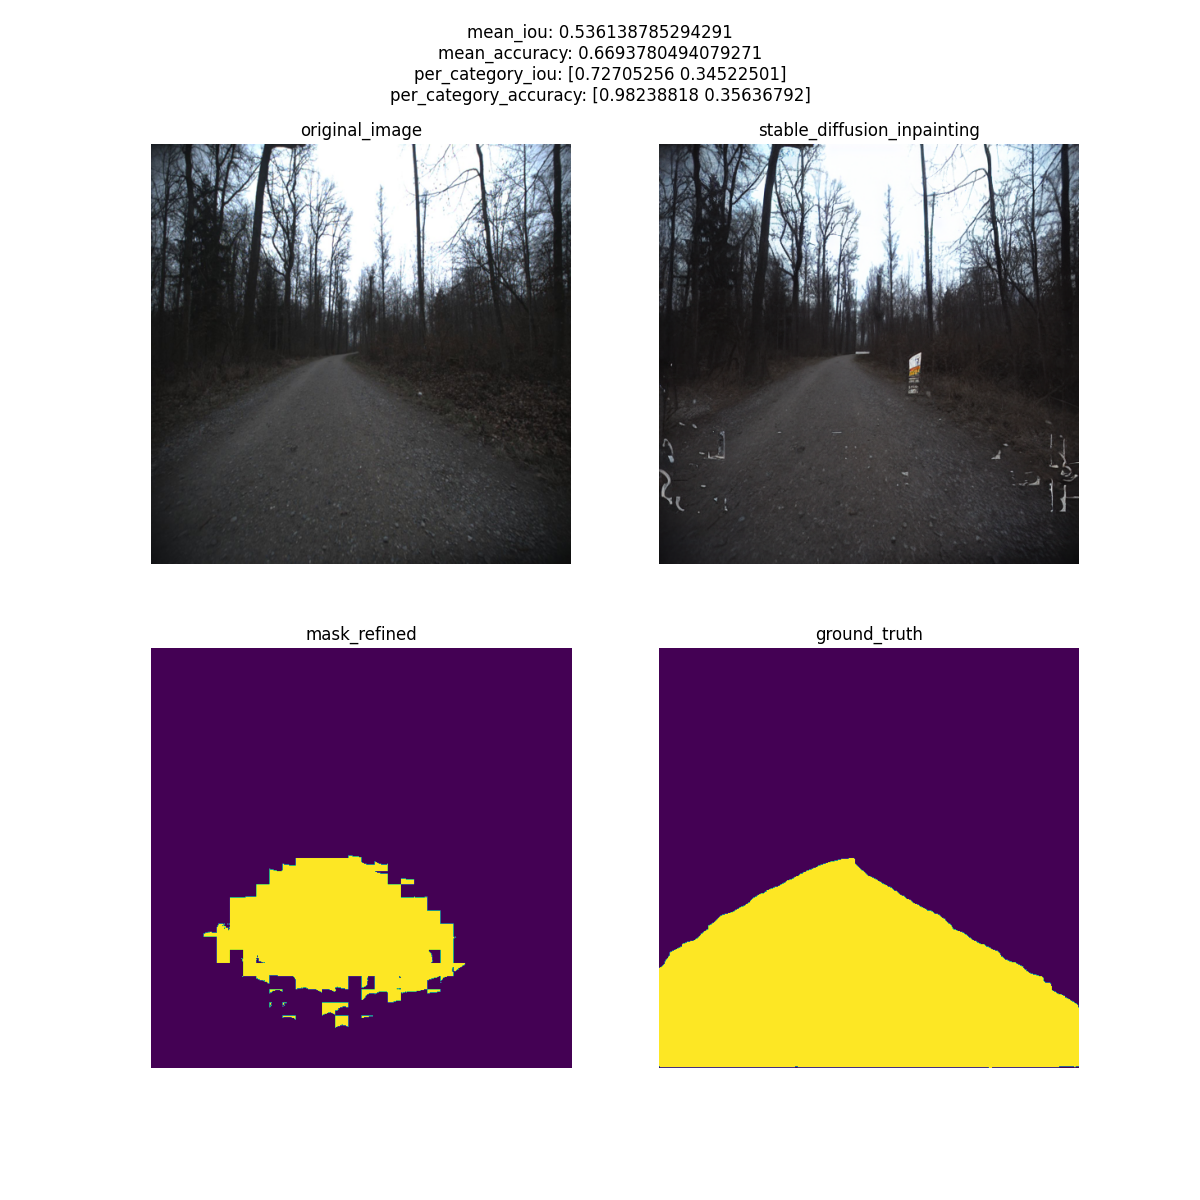 mean_iou: 0.536138785294291
mean_accuracy: 0.6693780494079271
per_category_iou: [0.72705256 0.34522501]
per_category_accuracy: [0.98238818 0.35636792]
original_image
stable_diffusion_inpainting
mask_refined
ground_truth